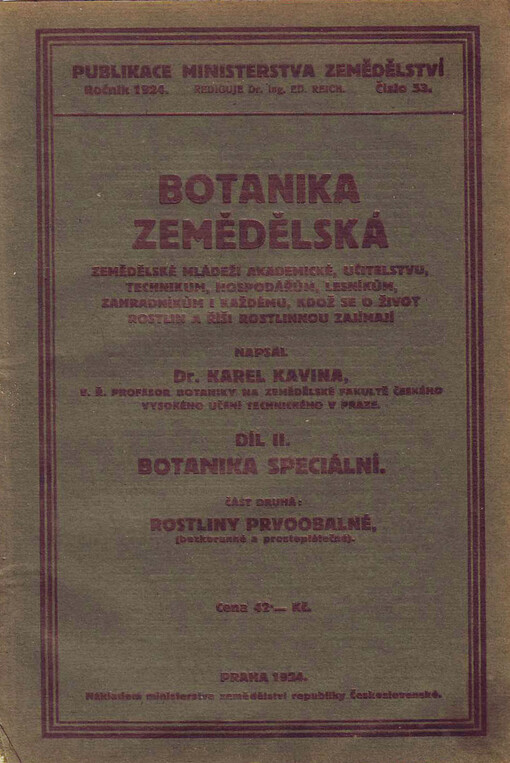 PUBLIKACE MINISTERSTVA ZEMĚDĚLSTVÍ
Ročník 1924. REDIGUJE Dr. Ing. ED. REICH. Číslo 53.
BOTANIKA
ZEMĚDĚLSKÁ
ZEMĚDĚLSKÉ MLÁDEŽI AKADEMICKÉ, UČITELSTVU,
TECHNIKUM, HOSPODÁŘŮM, LESNÍKŮM,
ZAHRADNÍKŮM I KAŽDÉMU, KDOŽ SE O ŽIVOT
ROSTLIN A ŘÍŠI ROSTLINNOU ZAJÍMAJÍ
NAPSAL
Dr. KAREL KAVINA,
E. Ř. PROFESOR BOTANIKY NA ZEMĚDĚLSKÉ FAKULTĚ ČESKÉHO
VYSOKÉHO UČENÍ TECHNICKÉHO V PRAZE.
DÍL II.
BOTANIKA SPECIÁLNÍ.
ČÁST DRUHÁ:
ROSTLINY PRVOOBALNÉ,
(bezkorunné a prostoplátečné).
Cena 42·— Kč.
PRAHA 1924.
Nákladem ministerstva zemědělství republiky Československé.